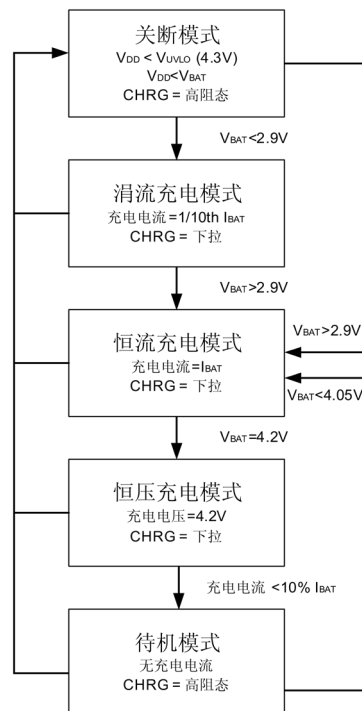 关断模式
VDD < VUVLO (4.3V)
VDD<VBAT
CHRG = 高阻态
VBAT<2.9V
涓流充电模式
充电电流=1/10th IBAT
CHRG = 下拉
VBAT>2.9V
恒流充电模式
充电电流=IBAT
CHRG = 下拉
VBAT>2.9V
VBAT<4.05V
VBAT=4.2V
恒压充电模式
充电电压=4.2V
CHRG = 下拉
充电电流 <10% IBAT
待机模式
无充电电流
CHRG = 高阻态